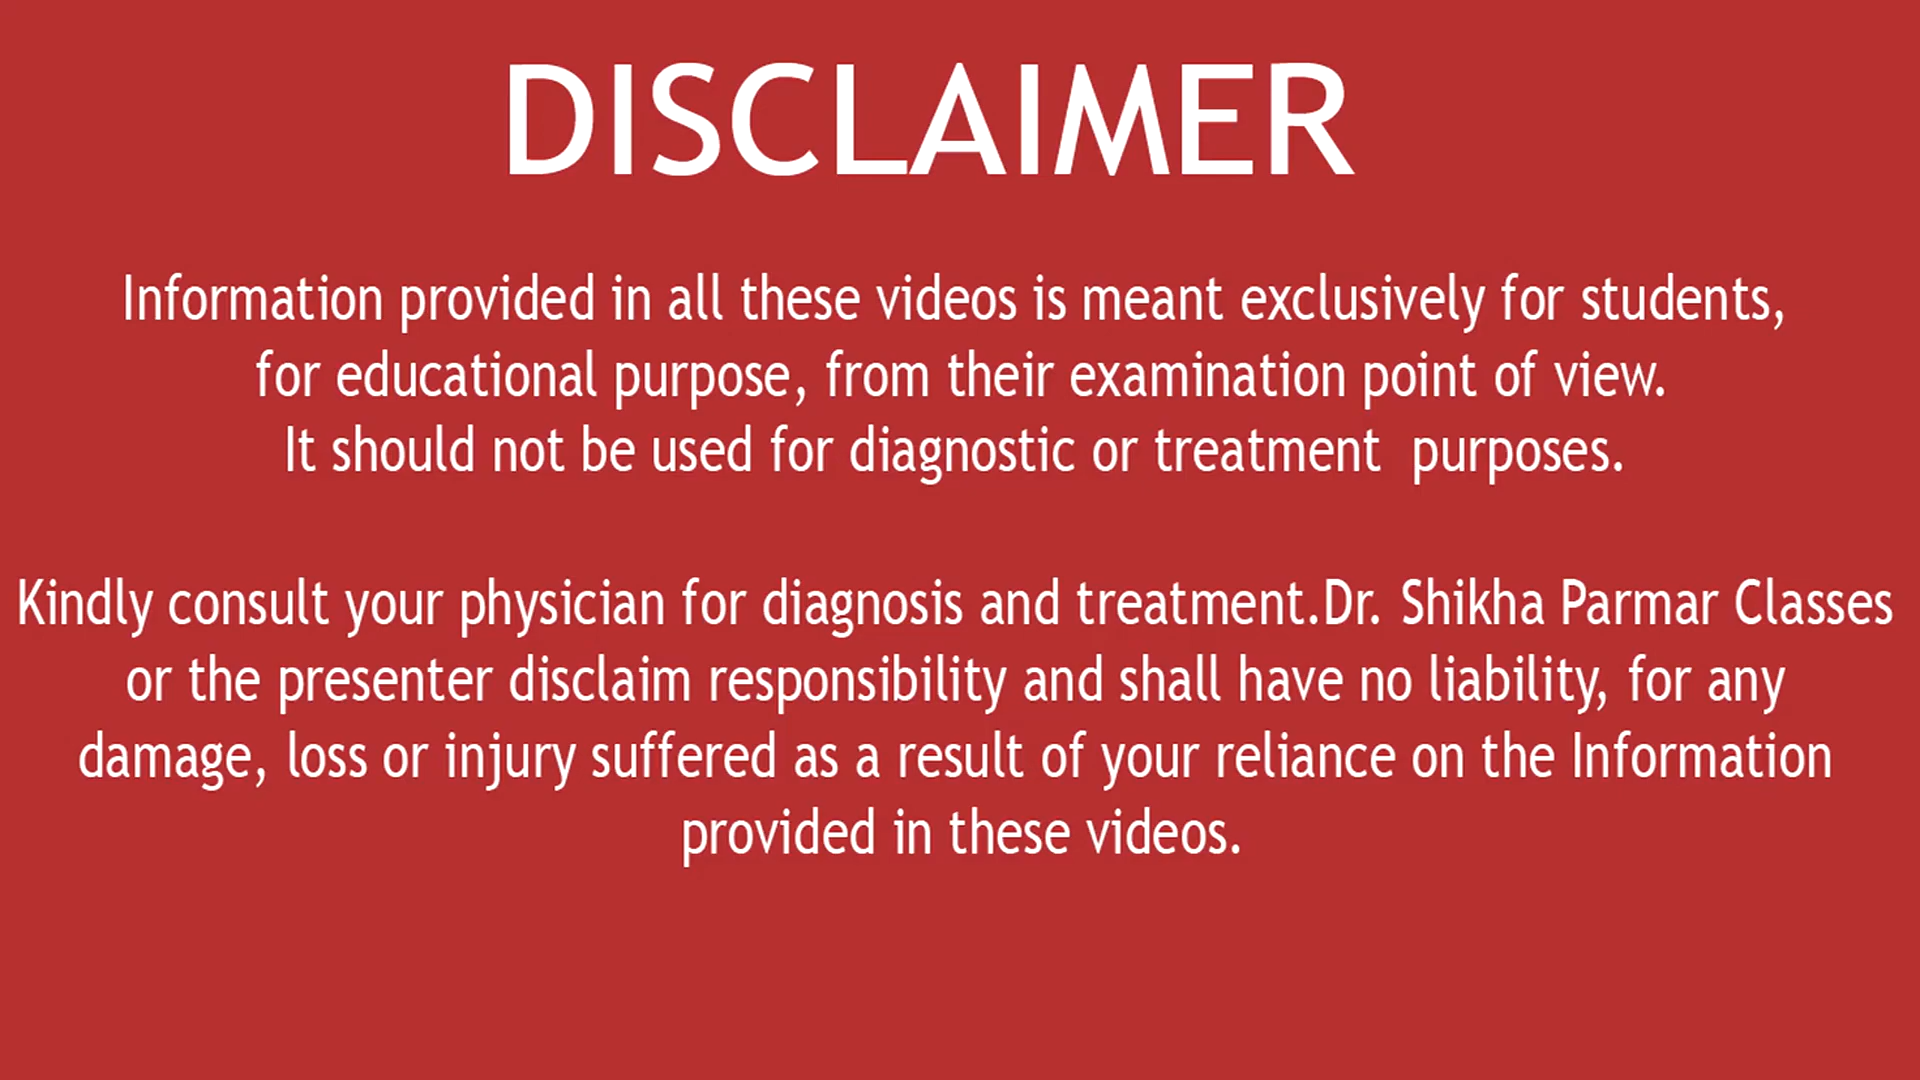 DISCLAIMER
Information provided in all these videos is meant exclusively for students,
for educational purpose, from their examination point of view.
It should not be used for diagnostic or treatment  purposes.
Kindly consult your physician for diagnosis and treatment.Dr. Shikha Parmar Classes
or the presenter disclaim responsibility and shall have no liability, for any
damage, loss or injury suffered as a result of your reliance on the Information
provided in these videos.